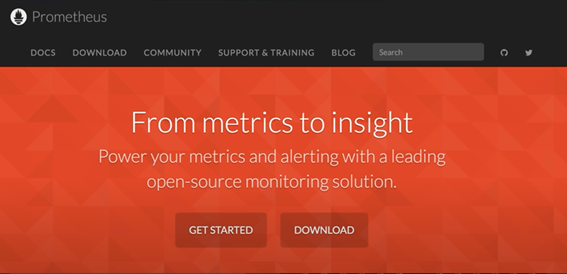 Prometheus
DOCS DOWNLOAD COMMUNITY SUPPORT & TRAINING BLOG Search
From metrics to insight
Power your metrics and alerting with a leading
open-source monitoring solution.
GET STARTED DOWNLOAD